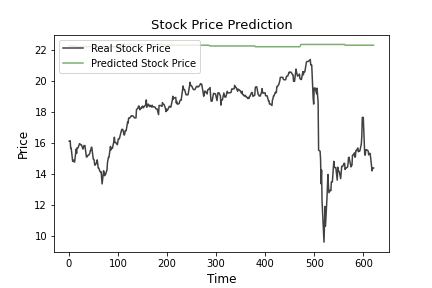 Stock Price Prediction
Real Stock Price
Predicted Stock Price
22
20
18
16
14
12
10
Price
0 100 200 300 400 500 600
Time